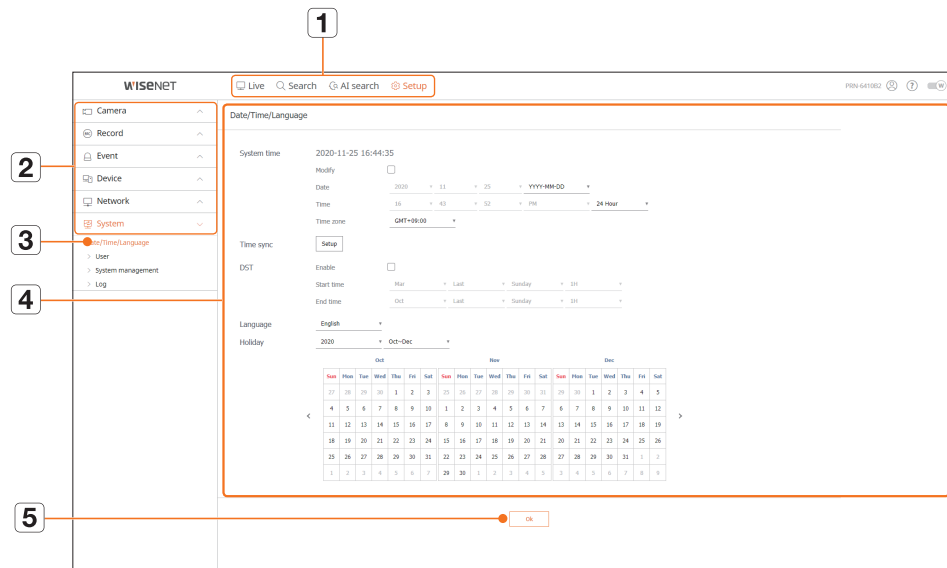 1
WISENET Live Search AI search Setup PRN-6410B2 ? W
2
Camera
Record
Event
Device
Network
System
3
Date/Time/Language
> User
> System management
> Log
4
Date/Time/Language
System time 2020-11-25 16:44:35
Modify
Date 2020 11 25 YYYY-MM-DD
Time 16 43 52 PM 24 Hour
Time zone GMT+09:00
Time sync Setup
DST Enable
Start time Mar Last Sunday 1H
End time Oct Last Sunday 1H
Language English
Holiday 2020 Oct~Dec
Oct Nov Dec
Sun Mon Tue Wed Thu Fri Sat Sun Mon Tue Wed Thu Fri Sat Sun Mon Tue Wed Thu Fri Sat
27 28 29 30 1 2 3 25 26 27 28 29 30 31 29 30 1 2 3 4 5
4 5 6 7 8 9 10 1 2 3 4 5 6 7 6 7 8 9 10 11 12
< 11 12 13 14 15 16 17 8 9 10 11 12 13 14 13 14 15 16 17 18 19 >
18 19 20 21 22 23 24 15 16 17 18 19 20 21 20 21 22 23 24 25 26
25 26 27 28 29 30 31 22 23 24 25 26 27 28 27 28 29 30 31 1 2
1 2 3 4 5 6 7 29 30 1 2 3 4 5 3 4 5 6 7 8 9
5
Ok